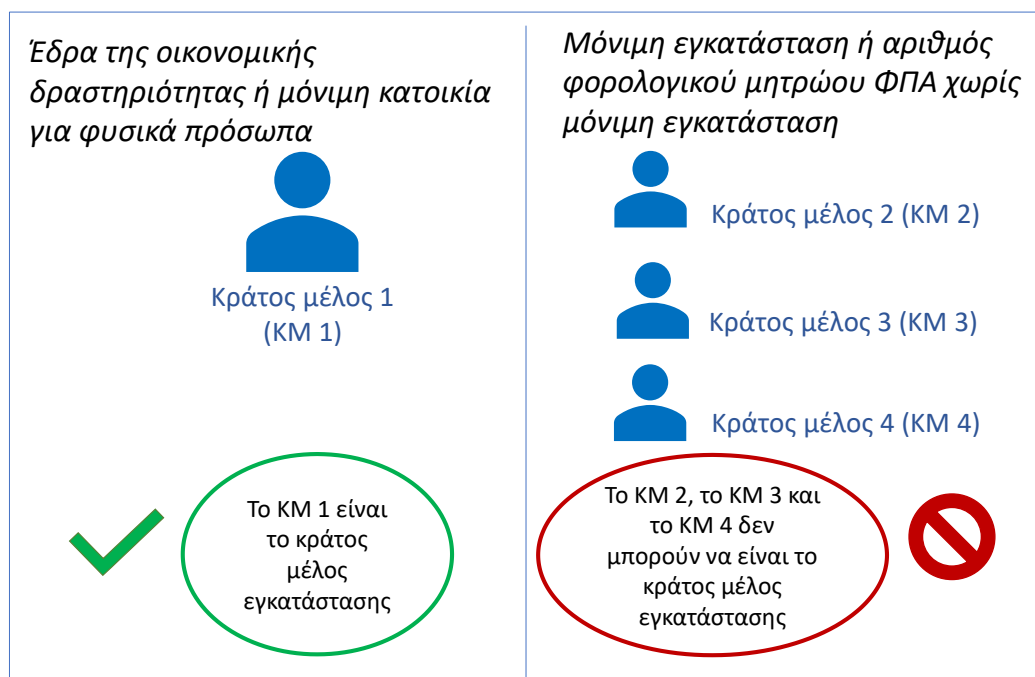 Έδρα της οικονομικής
δραστηριότητας ή μόνιμη κατοικία
για φυσικά πρόσωπα
Κράτος μέλος 1
(ΚΜ 1)
Το ΚΜ 1 είναι
το κράτος
μέλος
εγκατάστασης
Μόνιμη εγκατάσταση ή αριθμός
φορολογικού μητρώου ΦΠΑ χωρίς
μόνιμη εγκατάσταση
Κράτος μέλος 2 (ΚΜ 2)
Κράτος μέλος 3 (ΚΜ 3)
Κράτος μέλος 4 (ΚΜ 4)
Το ΚΜ 2, το ΚΜ 3 και
το ΚΜ 4 δεν
μπορούν να είναι το
κράτος μέλος
εγκατάστασης